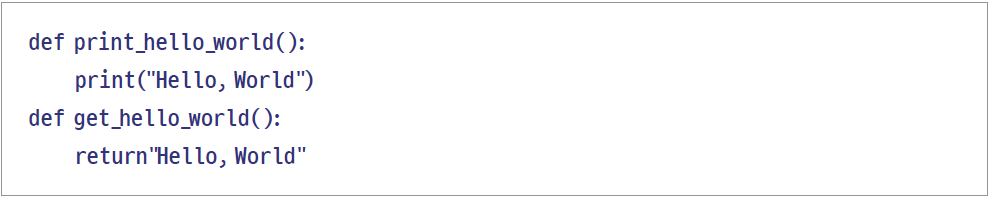 def print_hello_world():
print("Hello, World")
def get_hello_world():
return"Hello, World"